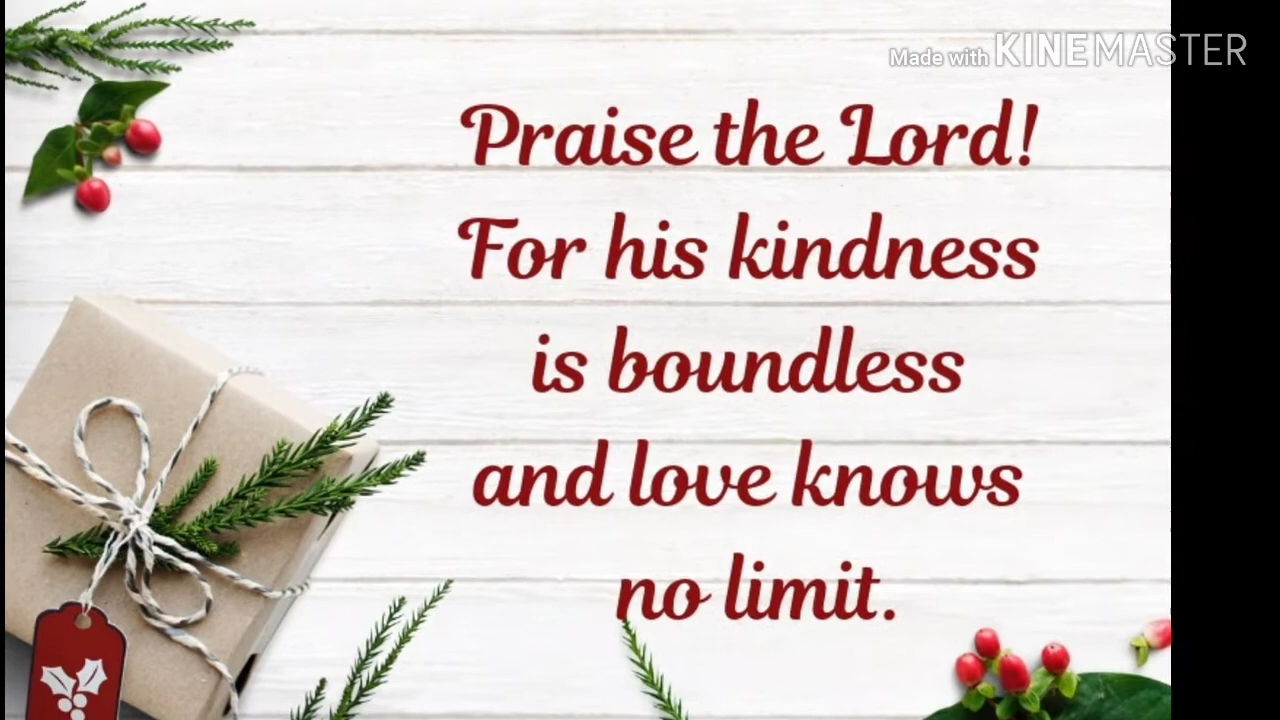 Made with KINEMASTER
Praise the Lord!
For his kindness
is boundless
and love knows
no limit.